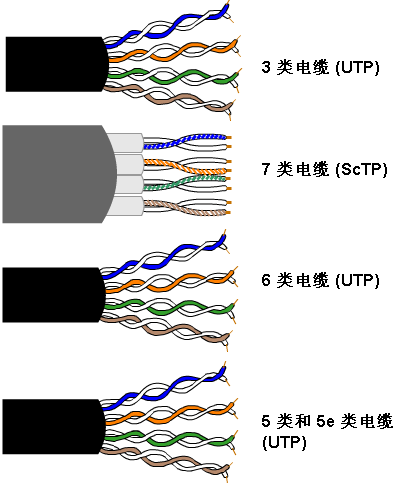 3 类电缆 (UTP)
7 类电缆 (ScTP)
6 类电缆 (UTP)
5 类和 5e 类电缆
(UTP)